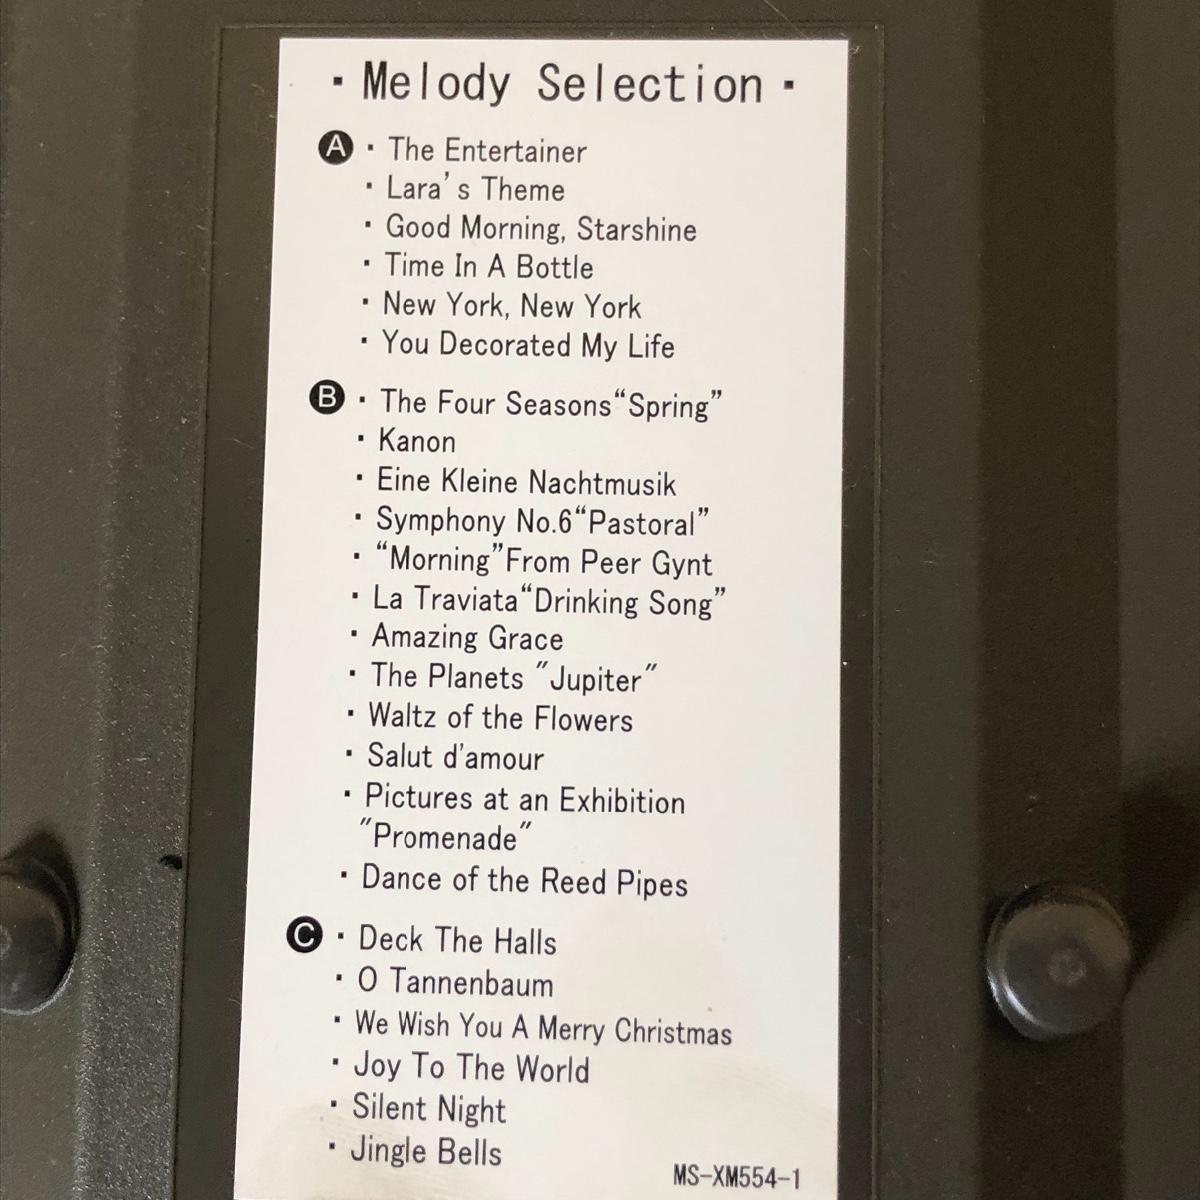 ・Melody Selection・
A・The Entertainer
・Lara's Theme
・Good Morning, Starshine
・Time In A Bottle
・New York, New York
・You Decorated My Life
B・The Four Seasons“Spring”
・Kanon
・Eine Kleine Nachtmusik
・Symphony No.6“Pastoral”
・“Morning”From Peer Gynt
・La Traviata“Drinking Song”
・Amazing Grace
・The Planets "Jupiter"
・Waltz of the Flowers
・Salut d'amour
・Pictures at an Exhibition
"Promenade"
・Dance of the Reed Pipes
C・Deck The Halls
・O Tannenbaum
・We Wish You A Merry Christmas
・Joy To The World
・Silent Night
・Jingle Bells
MS-XM554-1